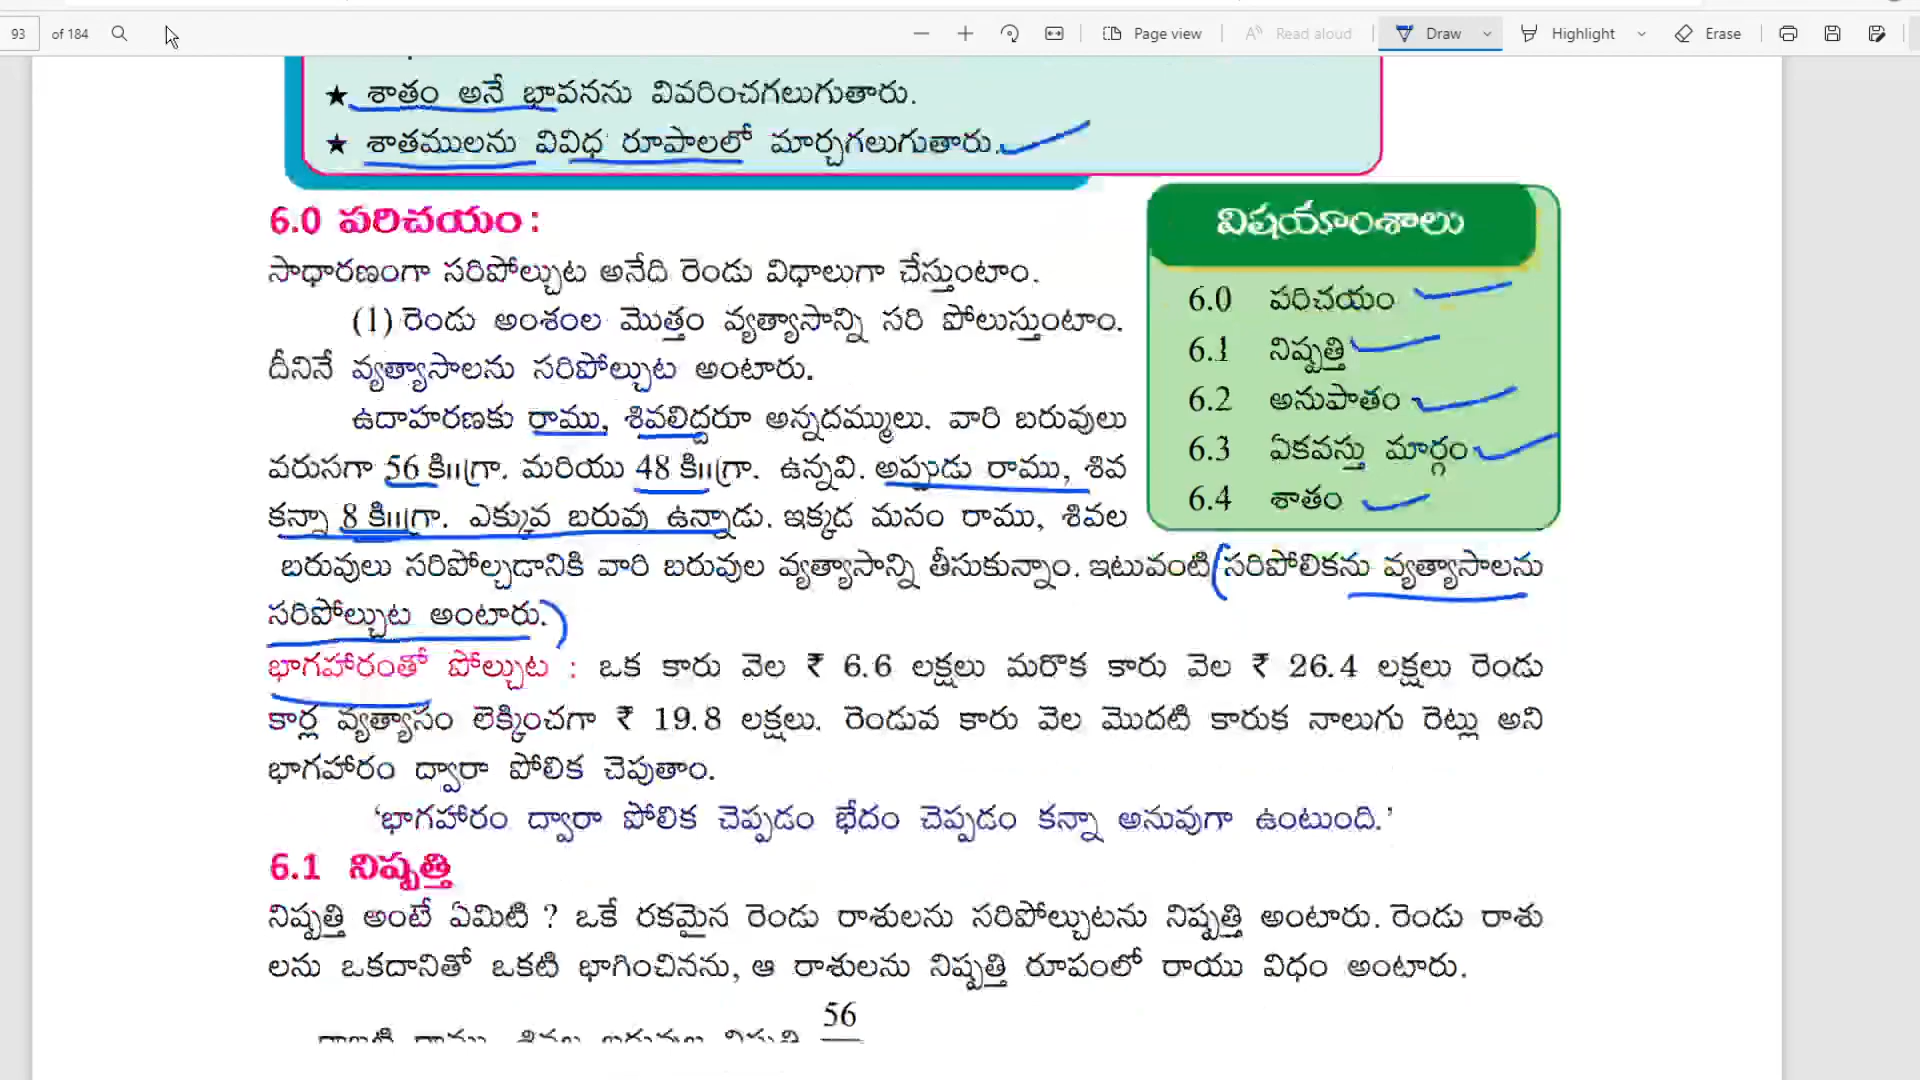 93 of 184
Page view
Read aloud
Draw
Highlight
Erase
★ శాతం అనే భావనను వివరించగలుగుతారు.
★ శాతములను వివిధ రూపాలలో మార్చగలుగుతారు.
6.0 పరిచయం :
సాధారణంగా సరిపోల్చుట అనేది రెండు విధాలుగా చేస్తుంటాం.
(1) రెండు అంశంల మొత్తం వ్యత్యాసాన్ని సరి పోలుస్తుంటాం.
దీనినే వ్యత్యాసాలను సరిపోల్చుట అంటారు.
ఉదాహరణకు రాము, శివలిద్దరూ అన్నదమ్ములు. వారి బరువులు
వరుసగా 56 కి॥గ్రా. మరియు 48 కి॥గ్రా. ఉన్నవి. అప్పుడు రాము, శివ
కన్నా 8 కి॥గ్రా. ఎక్కువ బరువు ఉన్నాడు. ఇక్కడ మనం రాము, శివల
బరువులు సరిపోల్చడానికి వారి బరువుల వ్యత్యాసాన్ని తీసుకున్నాం. ఇటువంటి సరిపోలికను వ్యత్యాసాలను
సరిపోల్చుట అంటారు.
విషయాంశాలు
6.0 పరిచయం
6.1 నిష్పత్తి
6.2 అనుపాతం
6.3 ఏకవస్తు మార్గం
6.4 శాతం
భాగహారంతో పోల్చుట : ఒక కారు వెల ₹ 6.6 లక్షలు మరొక కారు వెల ₹ 26.4 లక్షలు రెండు
కార్ల వ్యత్యాసం లెక్కించగా ₹ 19.8 లక్షలు. రెండువ కారు వెల మొదటి కారుక నాలుగు రెట్లు అని
భాగహారం ద్వారా పోలిక చెపుతాం.
'భాగహారం ద్వారా పోలిక చెప్పడం భేదం చెప్పడం కన్నా అనువుగా ఉంటుంది.'
6.1 నిష్పత్తి
నిష్పత్తి అంటే ఏమిటి ? ఒకే రకమైన రెండు రాశులను సరిపోల్చుటను నిష్పత్తి అంటారు. రెండు రాశు
లను ఒకదానితో ఒకటి భాగించినను, ఆ రాశులను నిష్పత్తి రూపంలో రాయు విధం అంటారు.
56